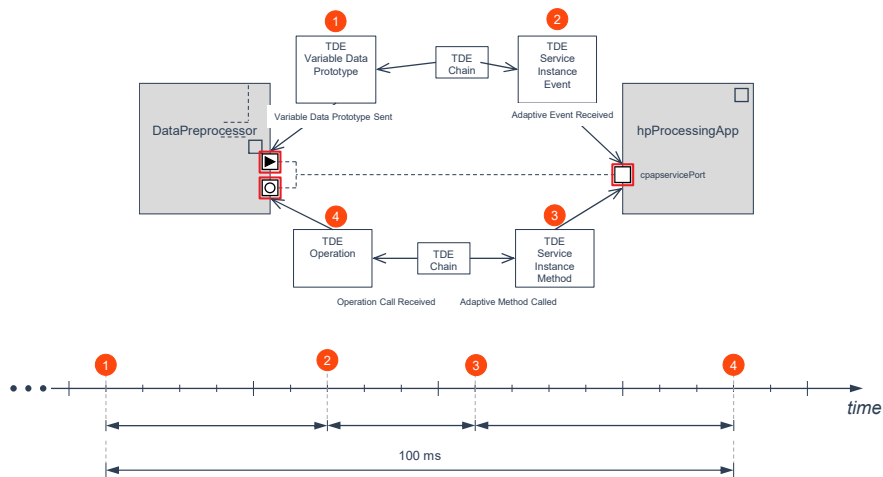 1
2
TDE
Variable Data
Prototype
TDE
Chain
TDE
Service
Instance
Event
Variable Data Prototype Sent
Adaptive Event Received
DataPreprocessor
hpProcessingApp
cpapservicePort
4
3
TDE
Operation
TDE
Chain
TDE
Service
Instance
Method
Operation Call Received
Adaptive Method Called
1
2
3
4
time
100 ms